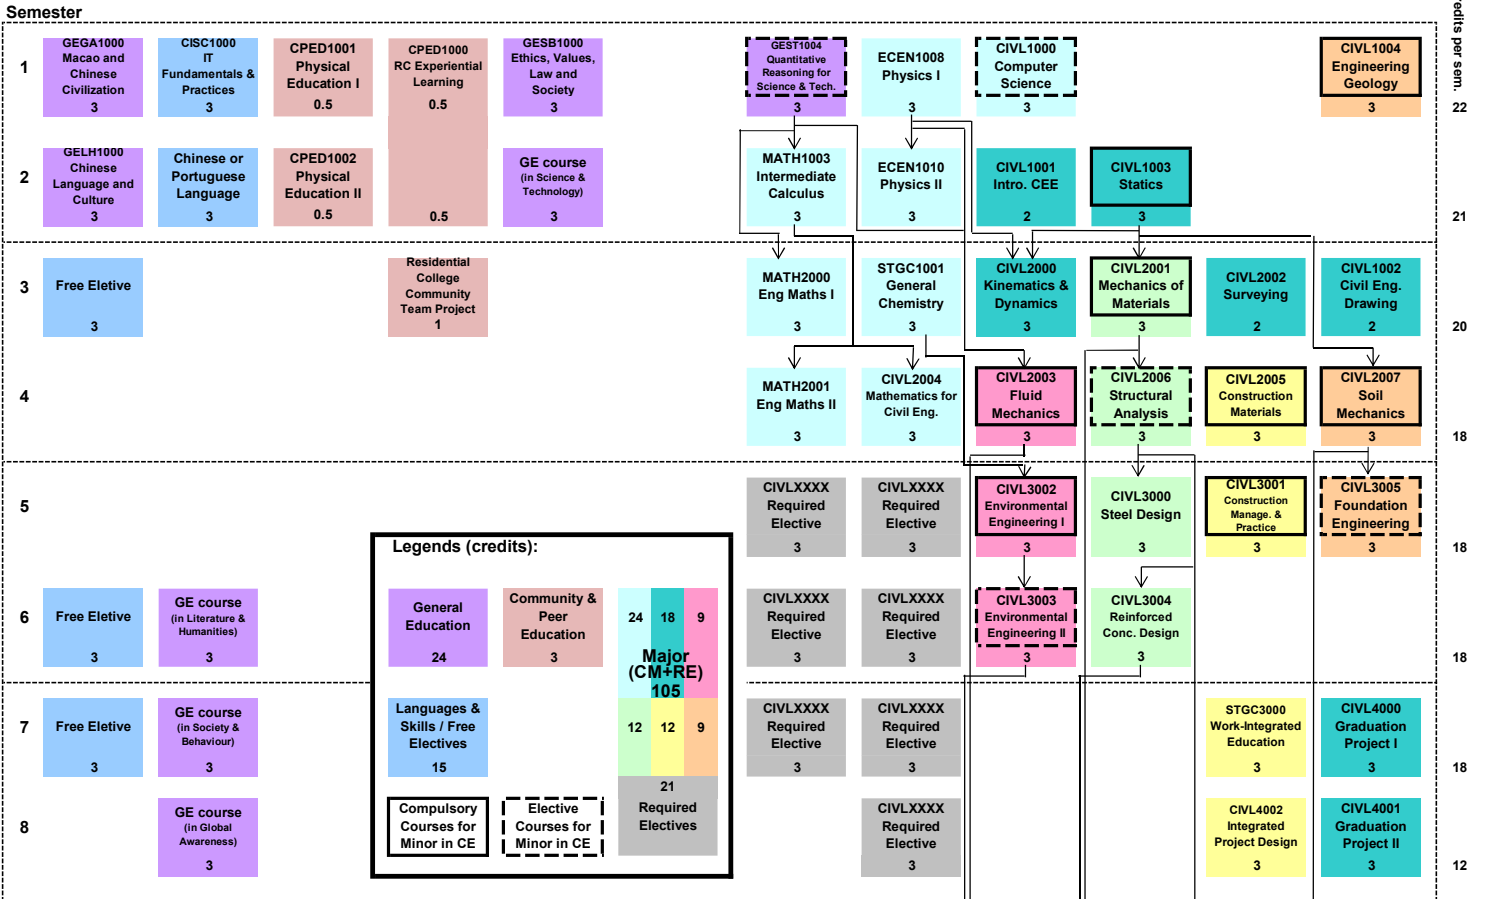 Semester
edits per sem.
1
GEGA1000
Macao and
Chinese
Civilization
3
CISC1000
IT
Fundamentals &
Practices
3
CPED1001
Physical
Education I
0.5
CPED1000
RC Experiential
Learning
0.5
GESB1000
Ethics, Values,
Law and
Society
3
GEST1004
Quantitative
Reasoning for
Science & Tech.
3
ECEN1008
Physics I
3
CIVL1000
Computer
Science
3
CIVL1004
Engineering
Geology
3
22
2
GELH1000
Chinese
Language and
Culture
3
Chinese or
Portuguese
Language
3
CPED1002
Physical
Education II
0.5
0.5
GE course
(in Science &
Technology)
3
MATH1003
Intermediate
Calculus
3
ECEN1010
Physics II
3
CIVL1001
Intro. CEE
2
CIVL1003
Statics
3
21
3
Free Eletive
3
Residential
College
Community
Team Project
1
MATH2000
Eng Maths I
3
STGC1001
General
Chemistry
3
CIVL2000
Kinematics &
Dynamics
3
CIVL2001
Mechanics of
Materials
3
CIVL2002
Surveying
2
CIVL1002
Civil Eng.
Drawing
2
20
4
MATH2001
Eng Maths II
3
CIVL2004
Mathematics for
Civil Eng.
3
CIVL2003
Fluid
Mechanics
3
CIVL2006
Structural
Analysis
3
CIVL2005
Construction
Materials
3
CIVL2007
Soil
Mechanics
3
18
5
CIVLXXXX
Required
Elective
3
CIVLXXXX
Required
Elective
3
CIVL3002
Environmental
Engineering I
3
CIVL3000
Steel Design
3
CIVL3001
Construction
Manage. &
Practice
3
CIVL3005
Foundation
Engineering
3
18
6
Free Eletive
3
GE course
(in Literature &
Humanities)
3
CIVLXXXX
Required
Elective
3
CIVLXXXX
Required
Elective
3
CIVL3003
Environmental
Engineering II
3
CIVL3004
Reinforced
Conc. Design
3
18
7
Free Eletive
3
GE course
(in Society &
Behaviour)
3
CIVLXXXX
Required
Elective
3
CIVLXXXX
Required
Elective
3
STGC3000
Work-Integrated
Education
3
CIVL4000
Graduation
Project I
3
18
8
GE course
(in Global
Awareness)
3
CIVLXXXX
Required
Elective
3
CIVL4002
Integrated
Project Design
3
CIVL4001
Graduation
Project II
3
12
Legends (credits):
General
Education
24
Community &
Peer
Education
3
24 18 9
Major
(CM+RE)
105
12 12 9
21
Required
Electives
Languages &
Skills / Free
Electives
15
Compulsory
Courses for
Minor in CE
Elective
Courses for
Minor in CE